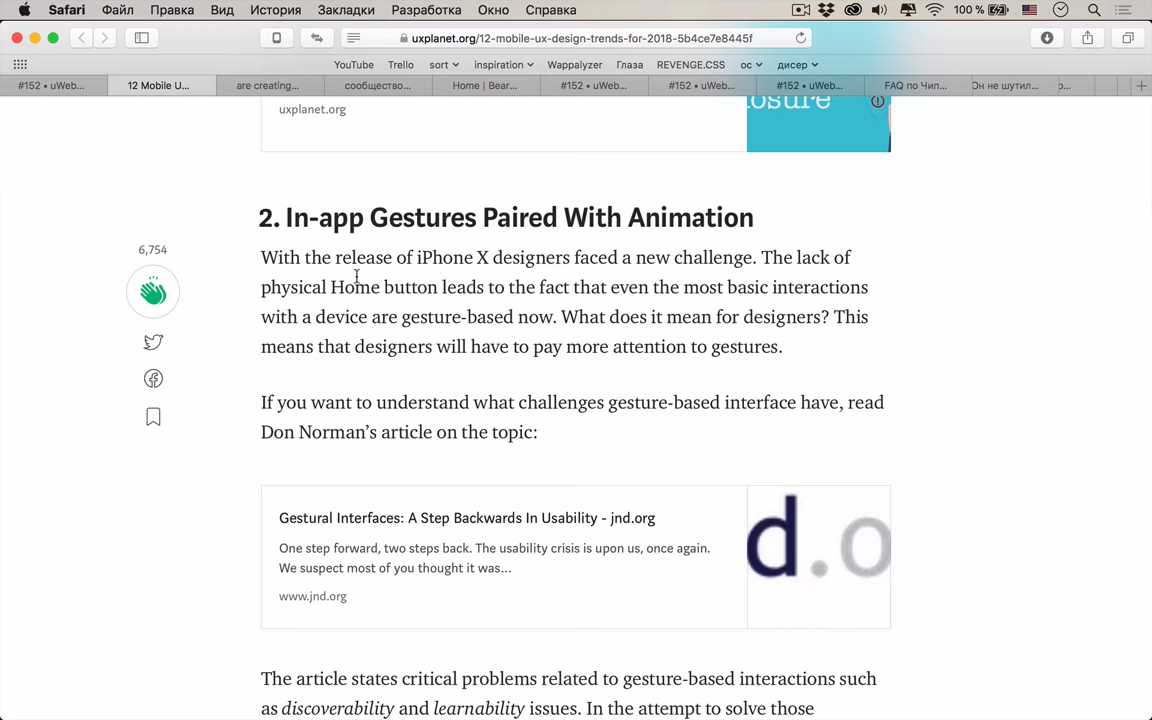 Safari Файл Правка Вид История Закладки Разработка Окно Справка 100 %
uxplanet.org/12-mobile-ux-design-trends-for-2018-5b4ce7e8445f
YouTube Trello sort inspiration Wappalyzer Глаза REVENGE.CSS ос дисер
#152 • uWeb... 12 Mobile U... are creating... сообщество... Home | Bear... #152 • uWeb... #152 • uWeb... #152 • uWeb... FAQ по Чип... Он не шутил...
uxplanet.org
2. In-app Gestures Paired With Animation
6,754
With the release of iPhone X designers faced a new challenge. The lack of
physical Home button leads to the fact that even the most basic interactions
with a device are gesture-based now. What does it mean for designers? This
means that designers will have to pay more attention to gestures.
If you want to understand what challenges gesture-based interface have, read
Don Norman’s article on the topic:
Gestural Interfaces: A Step Backwards In Usability - jnd.org
One step forward, two steps back. The usability crisis is upon us, once again.
We suspect most of you thought it was...
www.jnd.org
d.o
The article states critical problems related to gesture-based interactions such
as discoverability and learnability issues. In the attempt to solve those